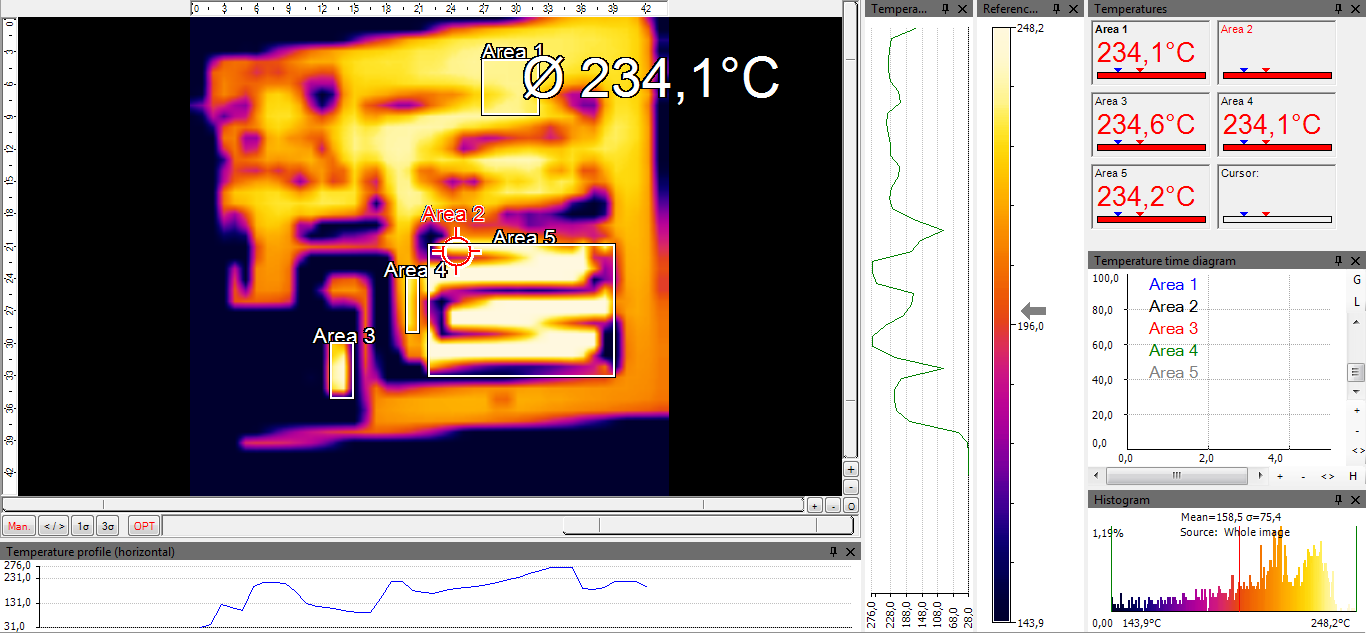 0 3 6 9 12 15 18 21 24 27 30 33 36 39 42
0
3
6
9
12
15
18
21
24
27
30
33
36
39
42
Area 1
Ø 234,1°C
Area 2
Area 5
Area 4
Area 3
+
-
+ - O
Man. < / > 1σ 3σ OPT
Temperature profile (horizontal)
276,0
231,0
131,0
31,0
Tempera...
276,0 228,0 188,0 148,0 108,0 68,0 28,0
Referenc...
248,2
196,0
143,9
Temperatures
Area 1
234,1°C
Area 2
Area 3
234,6°C
Area 4
234,1°C
Area 5
234,2°C
Cursor:
Temperature time diagram
100,0
80,0
60,0
40,0
20,0
0,0
Area 1
Area 2
Area 3
Area 4
Area 5
0,0 2,0 4,0
G
L
+
-
< >
+ - < > H
Histogram
Mean=158,5 σ=75,4
Source: Whole image
1,19%
0,00 143,9°C 248,2°C